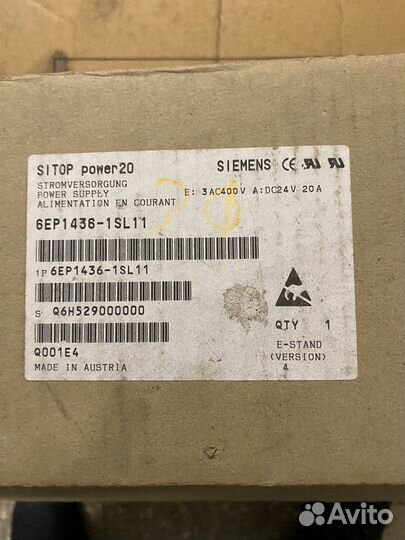 SITOP power20 SIEMENS CE
STROMVERSORGUNG
POWER SUPPLY E: 3AC400V A:DC24V 20A
ALIMENTATION EN COURANT
6EP1436-1SL11
1P 6EP1436-1SL11
S Q6H529000000
QTY 1
Q001E4 E-STAND
(VERSION)
MADE IN AUSTRIA 4
Avito